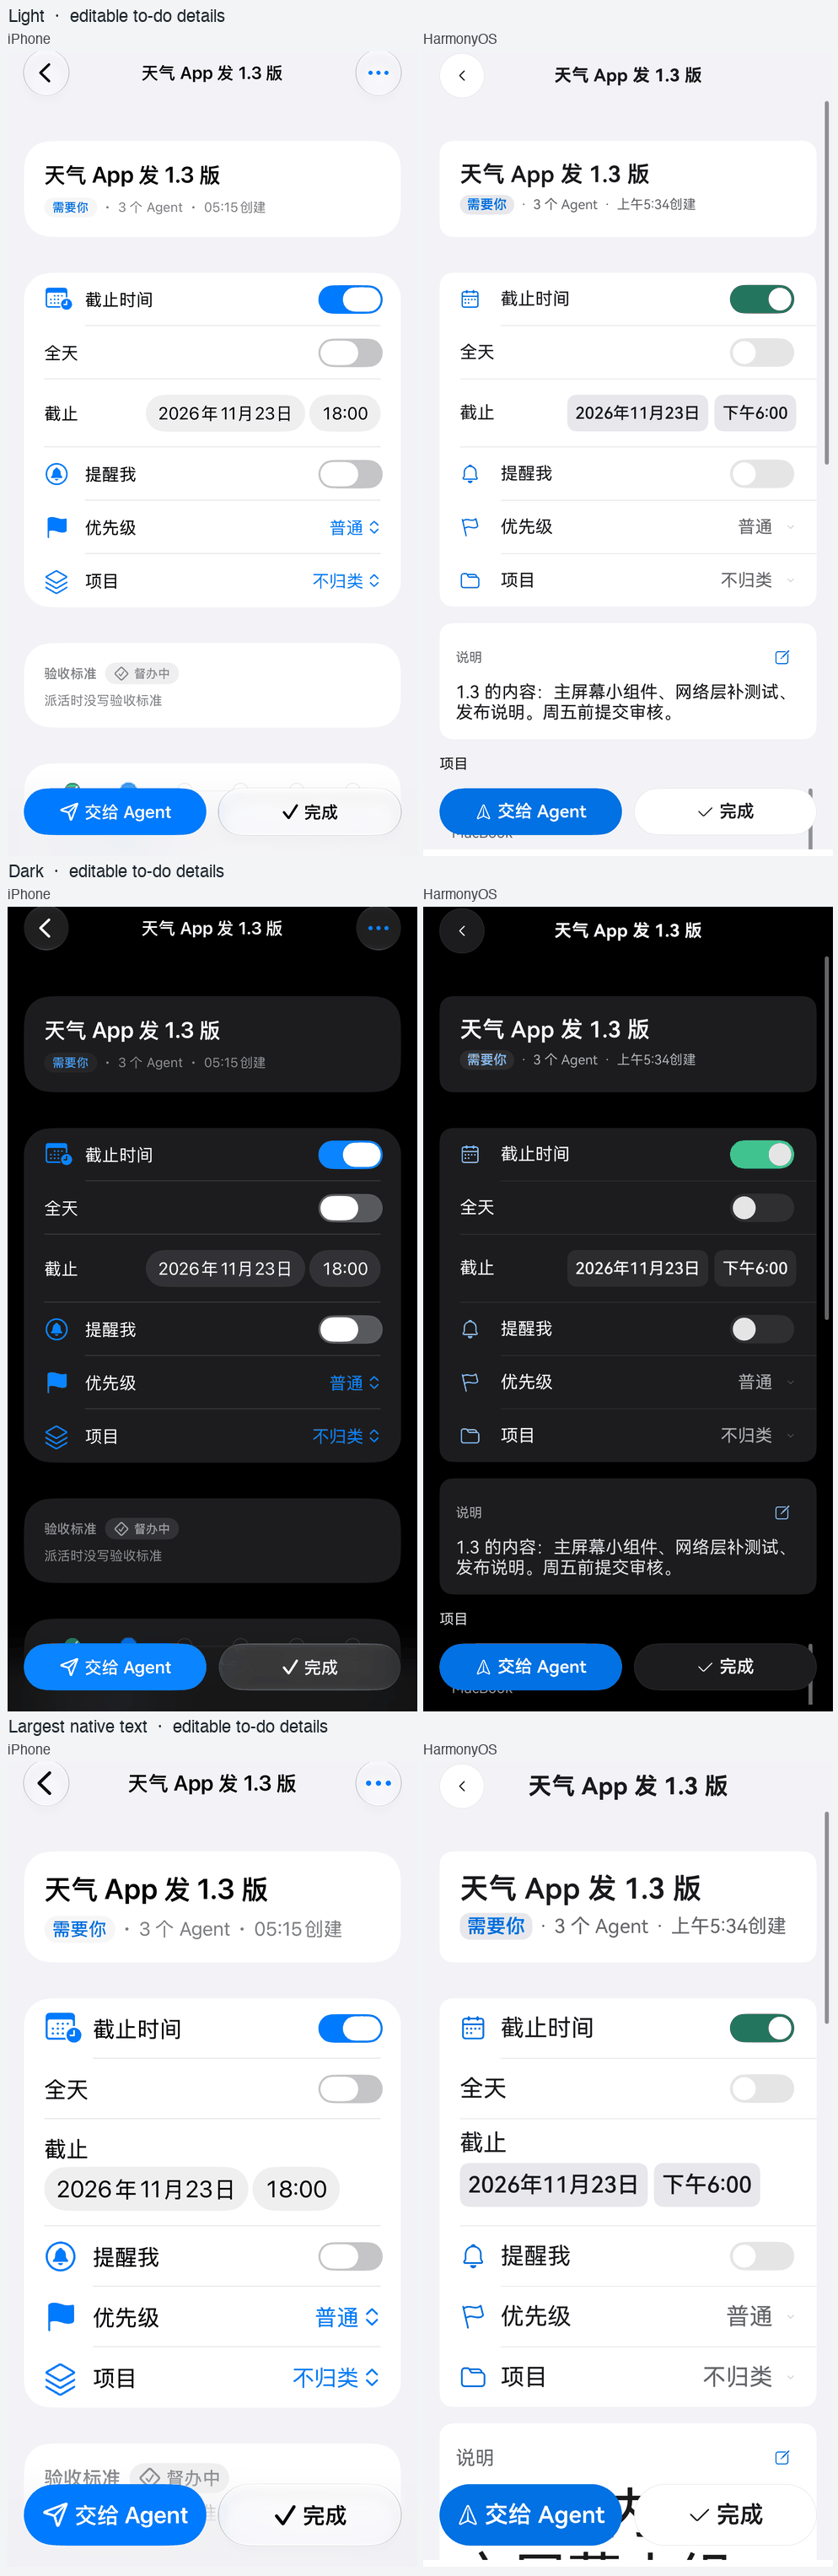 Light · editable to-do details
iPhone
天气 App 发 1.3 版
天气 App 发 1.3 版
需要你 · 3 个 Agent · 05:15创建
截止时间
全天
截止 2026年11月23日 18:00
提醒我
优先级 普通
项目 不归类
验收标准 督办中
派活时没写验收标准
交给 Agent 完成
HarmonyOS
天气 App 发 1.3 版
天气 App 发 1.3 版
需要你 · 3 个 Agent · 上午5:34创建
截止时间
全天
截止 2026年11月23日 下午6:00
提醒我
优先级 普通
项目 不归类
说明
1.3 的内容：主屏幕小组件、网络层补测试、
发布说明。周五前提交审核。
项目
交给 Agent 完成
MacBook
Dark · editable to-do details
iPhone
天气 App 发 1.3 版
天气 App 发 1.3 版
需要你 · 3 个 Agent · 05:15创建
截止时间
全天
截止 2026年11月23日 18:00
提醒我
优先级 普通
项目 不归类
验收标准 督办中
派活时没写验收标准
交给 Agent 完成
HarmonyOS
天气 App 发 1.3 版
天气 App 发 1.3 版
需要你 · 3 个 Agent · 上午5:34创建
截止时间
全天
截止 2026年11月23日 下午6:00
提醒我
优先级 普通
项目 不归类
说明
1.3 的内容：主屏幕小组件、网络层补测试、
发布说明。周五前提交审核。
项目
交给 Agent 完成
MacBook
Largest native text · editable to-do details
iPhone
天气 App 发 1.3 版
天气 App 发 1.3 版
需要你 · 3 个 Agent · 05:15创建
截止时间
全天
截止
2026年11月23日 18:00
提醒我
优先级 普通
项目 不归类
验收标准 督办中
交给 Agent 完成
HarmonyOS
天气 App 发 1.3 版
天气 App 发 1.3 版
需要你 · 3 个 Agent · 上午5:34创建
截止时间
全天
截止
2026年11月23日 下午6:00
提醒我
优先级 普通
项目 不归类
说明
交给 Agent 完成